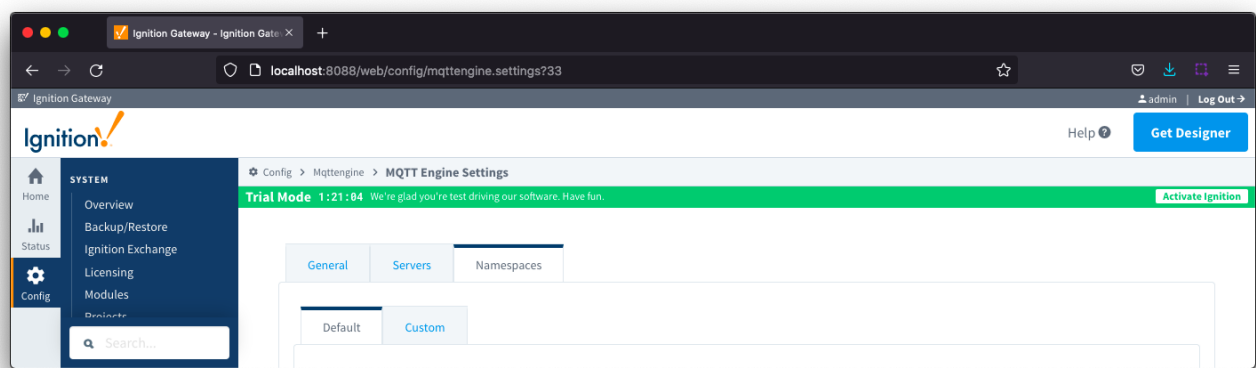 Ignition Gateway - Ignition Gate
localhost:8088/web/config/mqttengine.settings?33
Ignition Gateway
admin | Log Out
Ignition!
Help
Get Designer
Home
Status
Config
SYSTEM
Overview
Backup/Restore
Ignition Exchange
Licensing
Modules
Projects
Search...
Config > Mqttengine > MQTT Engine Settings
Trial Mode 1:21:04 We're glad you're test driving our software. Have fun.
Activate Ignition
General Servers Namespaces
Default Custom